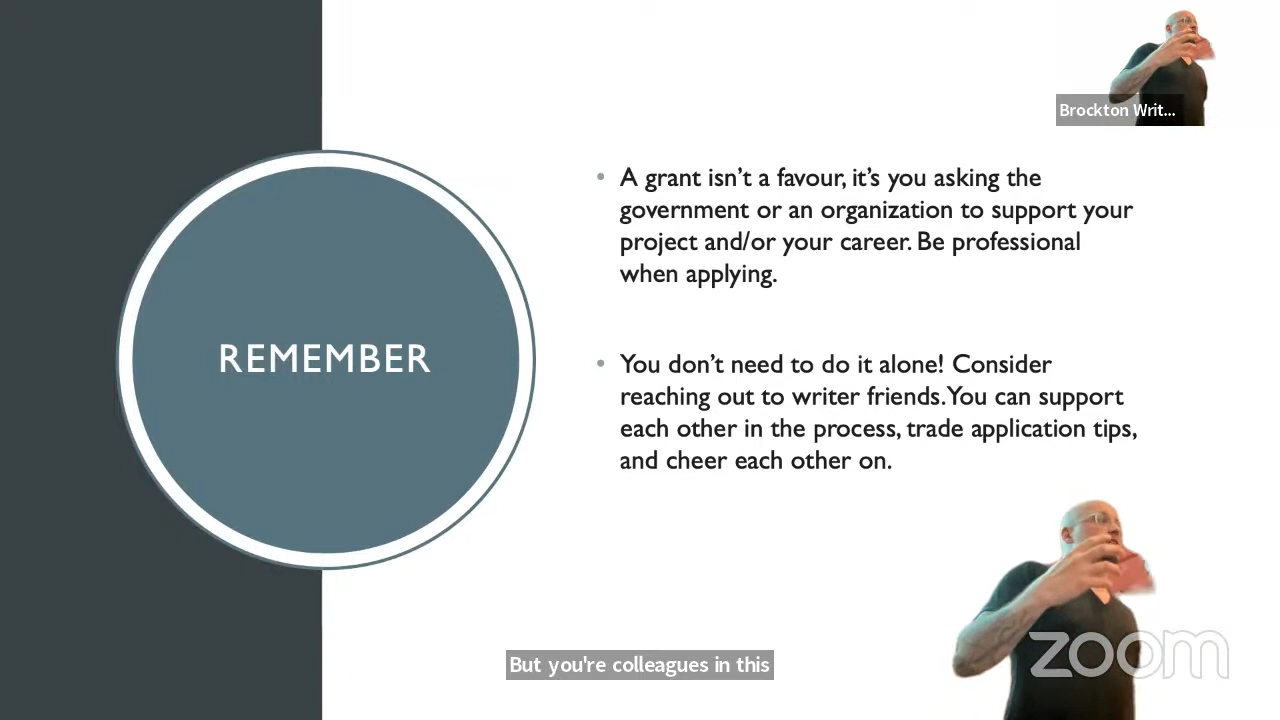 Brockton Writ...
A grant isn't a favour, it's you asking the
government or an organization to support your
project and/or your career. Be professional
when applying.
REMEMBER
You don't need to do it alone! Consider
reaching out to writer friends. You can support
each other in the process, trade application tips,
and cheer each other on.
zoom
But you're colleagues in this